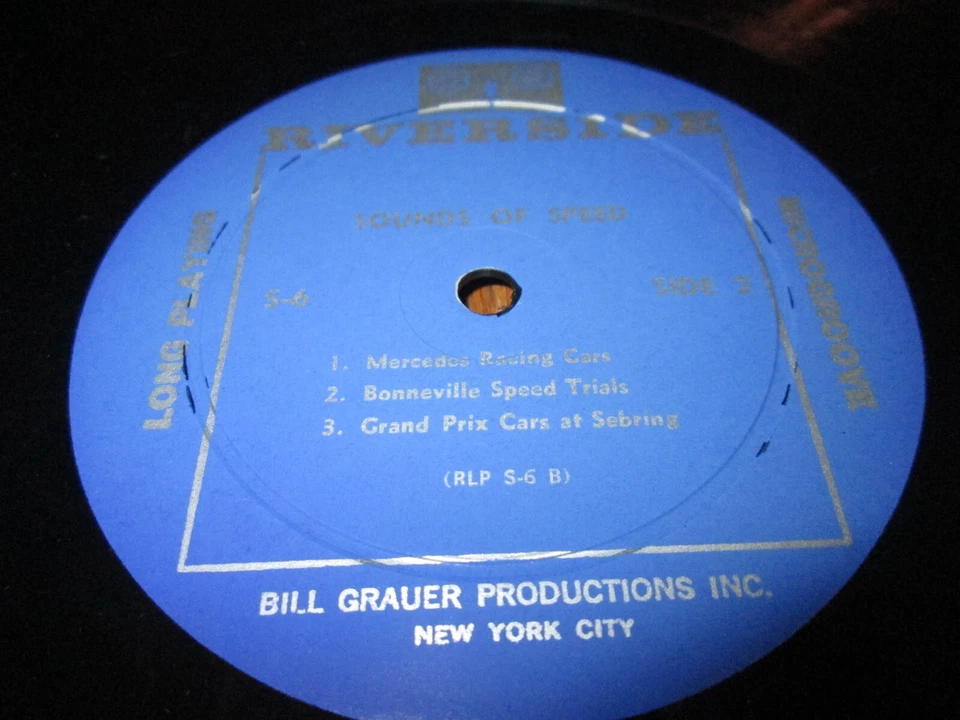 RIVERSIDE
SOUNDS OF SPEED
S-6
SIDE 2
LONG PLAYING
MICROGROOVE
1. Mercedes Racing Cars
2. Bonneville Speed Trials
3. Grand Prix Cars at Sebring
(RLP S-6 B)
BILL GRAUER PRODUCTIONS INC.
NEW YORK CITY